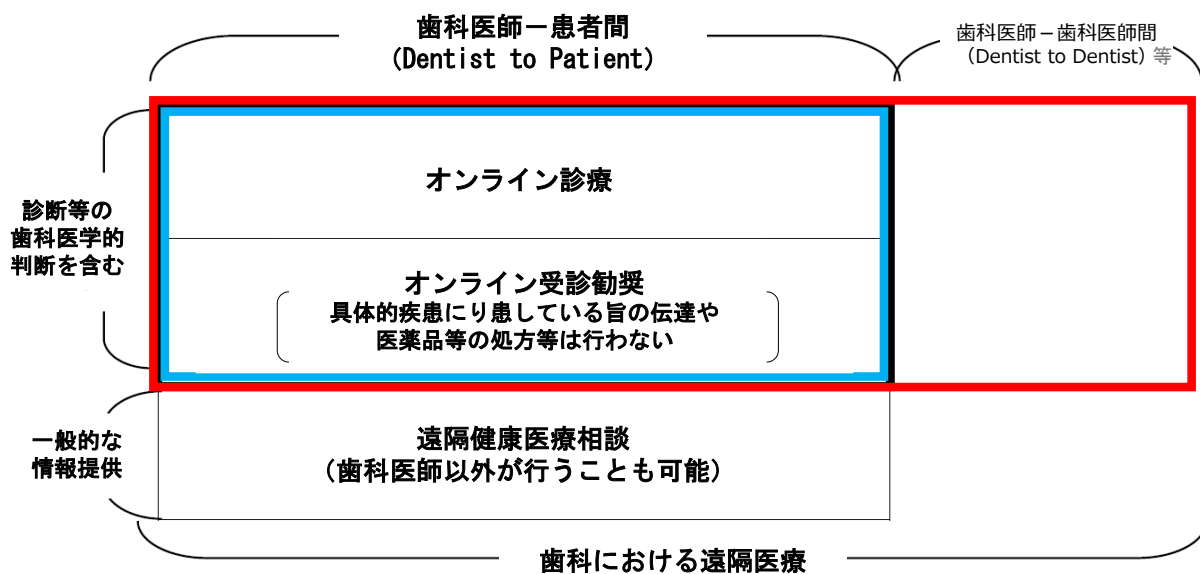 歯科医師－患者間
(Dentist to Patient)
歯科医師－歯科医師間
（Dentist to Dentist）等
診断等の
歯科医学的
判断を含む
オンライン診療
オンライン受診勧奨
具体的疾患にり患している旨の伝達や
医薬品等の処方等は行わない
一般的な
情報提供
遠隔健康医療相談
（歯科医師以外が行うことも可能）
歯科における遠隔医療